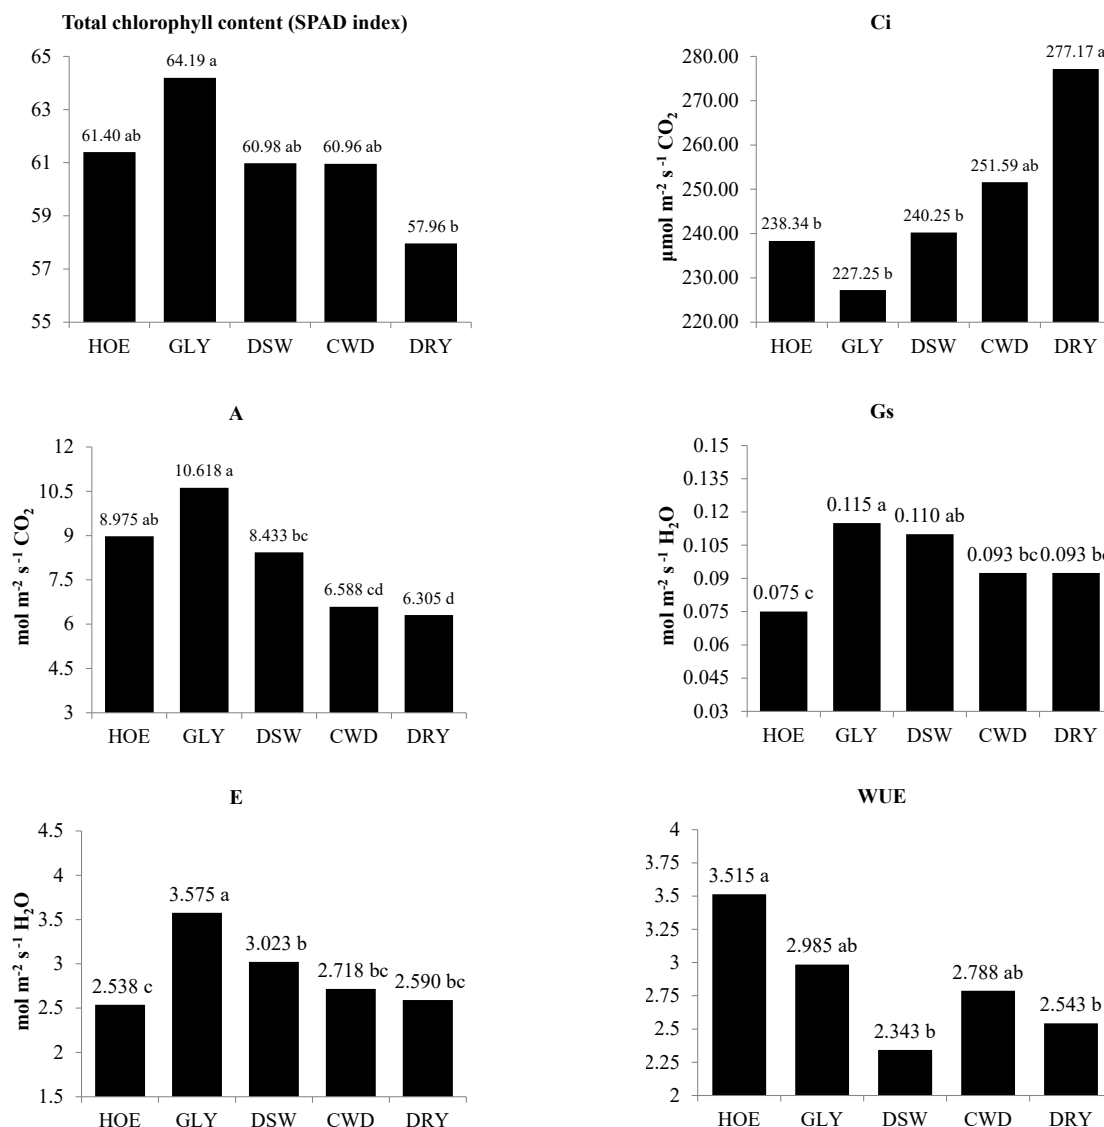 Total chlorophyll content (SPAD index)
65
63
61
59
57
55
61.40 ab
64.19 a
60.98 ab
60.96 ab
57.96 b
HOE GLY DSW CWD DRY
Ci
µmol m-2 s-1 CO2
280.00
270.00
260.00
250.00
240.00
230.00
220.00
238.34 b
227.25 b
240.25 b
251.59 ab
277.17 a
HOE GLY DSW CWD DRY
A
mol m-2 s-1 CO2
12
10.5
9
7.5
6
4.5
3
8.975 ab
10.618 a
8.433 bc
6.588 cd
6.305 d
HOE GLY DSW CWD DRY
Gs
mol m-2 s-1 H2O
0.15
0.135
0.12
0.105
0.09
0.075
0.06
0.045
0.03
0.075 c
0.115 a
0.110 ab
0.093 bc
0.093 bc
HOE GLY DSW CWD DRY
E
mol m-2 s-1 H2O
4.5
4
3.5
3
2.5
2
1.5
2.538 c
3.575 a
3.023 b
2.718 bc
2.590 bc
HOE GLY DSW CWD DRY
WUE
4
3.75
3.5
3.25
3
2.75
2.5
2.25
2
3.515 a
2.985 ab
2.343 b
2.788 ab
2.543 b
HOE GLY DSW CWD DRY